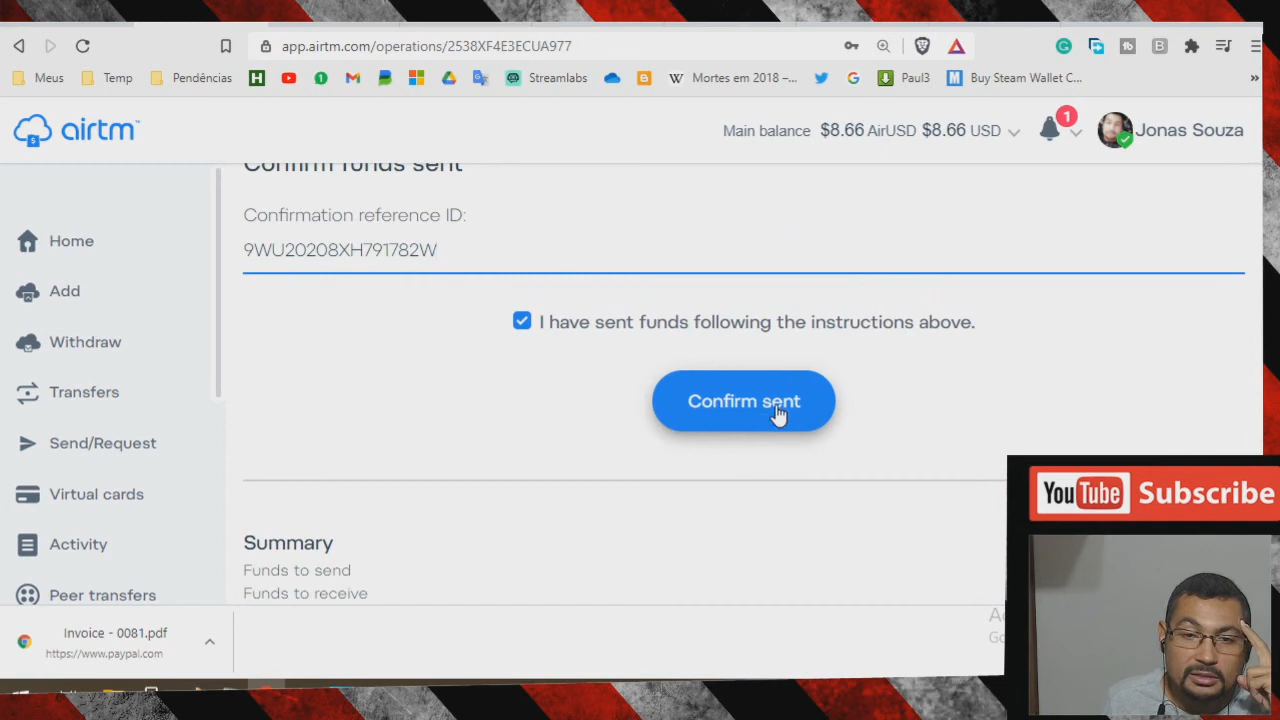 app.airtm.com/operations/2538XF4E3ECUA977
Meus
Temp
Pendências
Streamlabs
Mortes em 2018 –...
Paul3
Buy Steam Wallet C...
airtm™
Main balance $8.66 AirUSD $8.66 USD
1
Jonas Souza
Home
Add
Withdraw
Transfers
Send/Request
Virtual cards
Activity
Peer transfers
Confirm funds sent
Confirmation reference ID:
9WU20208XH791782W
I have sent funds following the instructions above.
Confirm sent
Summary
Funds to send
Funds to receive
YouTube Subscribe
Invoice - 0081.pdf
https://www.paypal.com